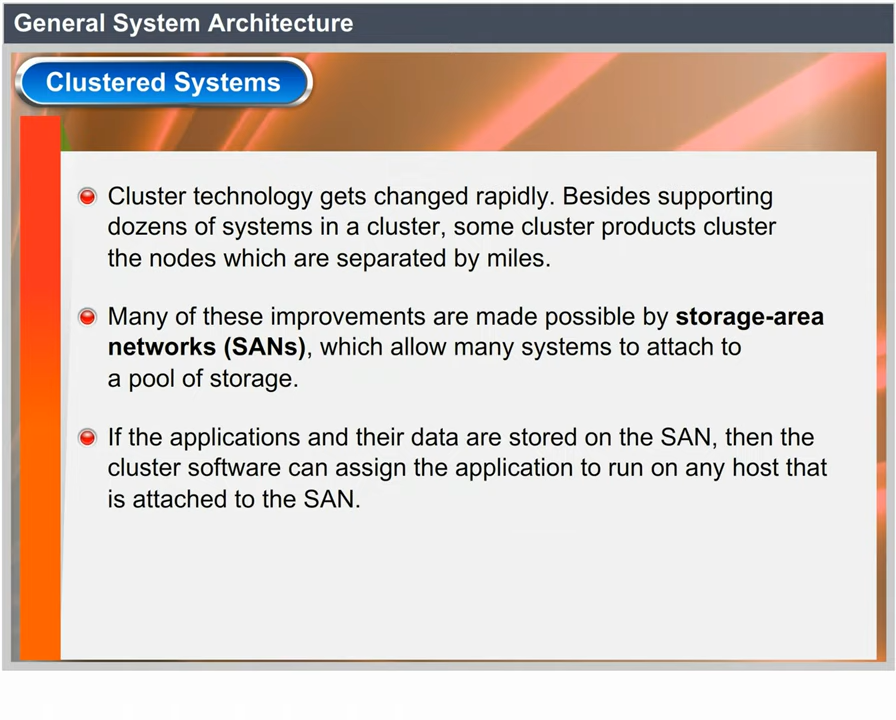 General System Architecture
Clustered Systems
Cluster technology gets changed rapidly. Besides supporting
dozens of systems in a cluster, some cluster products cluster
the nodes which are separated by miles.
Many of these improvements are made possible by storage-area
networks (SANs), which allow many systems to attach to
a pool of storage.
If the applications and their data are stored on the SAN, then the
cluster software can assign the application to run on any host that
is attached to the SAN.